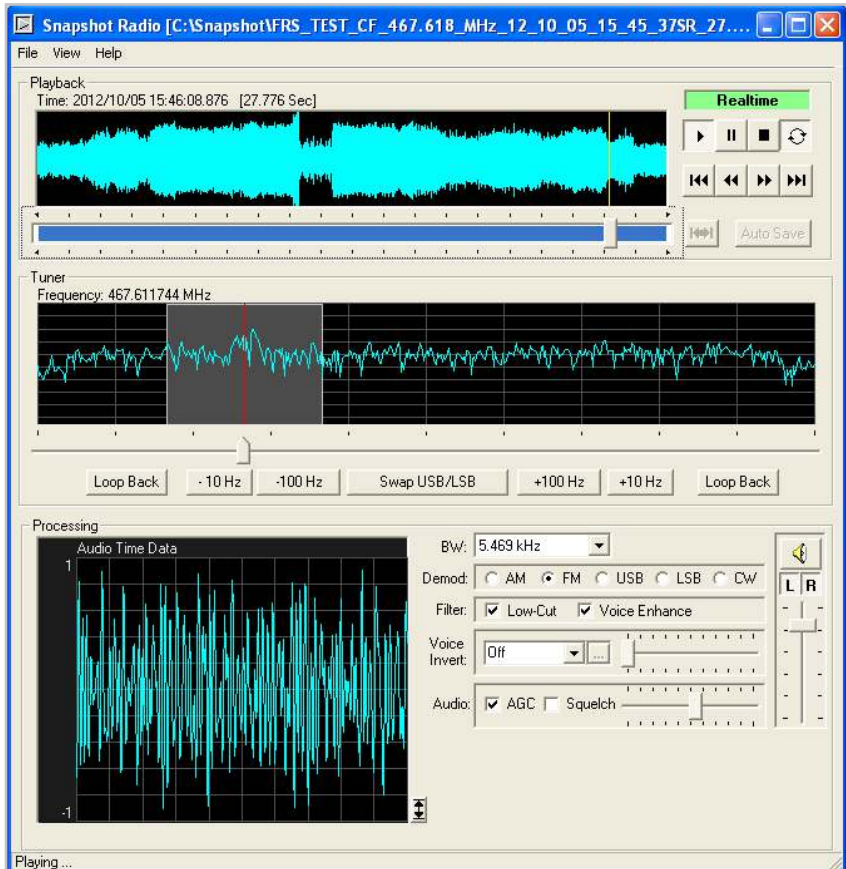 Snapshot Radio [C:\Snapshot\FRS_TEST_CF_467.618_MHz_12_10_05_15_45_37SR_27....
File View Help
Playback
Time: 2012/10/05 15:46:08.876 [27.776 Sec]
Realtime
Auto Save
Tuner
Frequency: 467.611744 MHz
Loop Back - 10 Hz -100 Hz Swap USB/LSB +100 Hz +10 Hz Loop Back
Processing
Audio Time Data
1
-1
BW: 5.469 kHz
Demod: AM FM USB LSB CW
L R
Filter: Low-Cut Voice Enhance
Voice Invert: Off ...
Audio: AGC Squelch
Playing ...